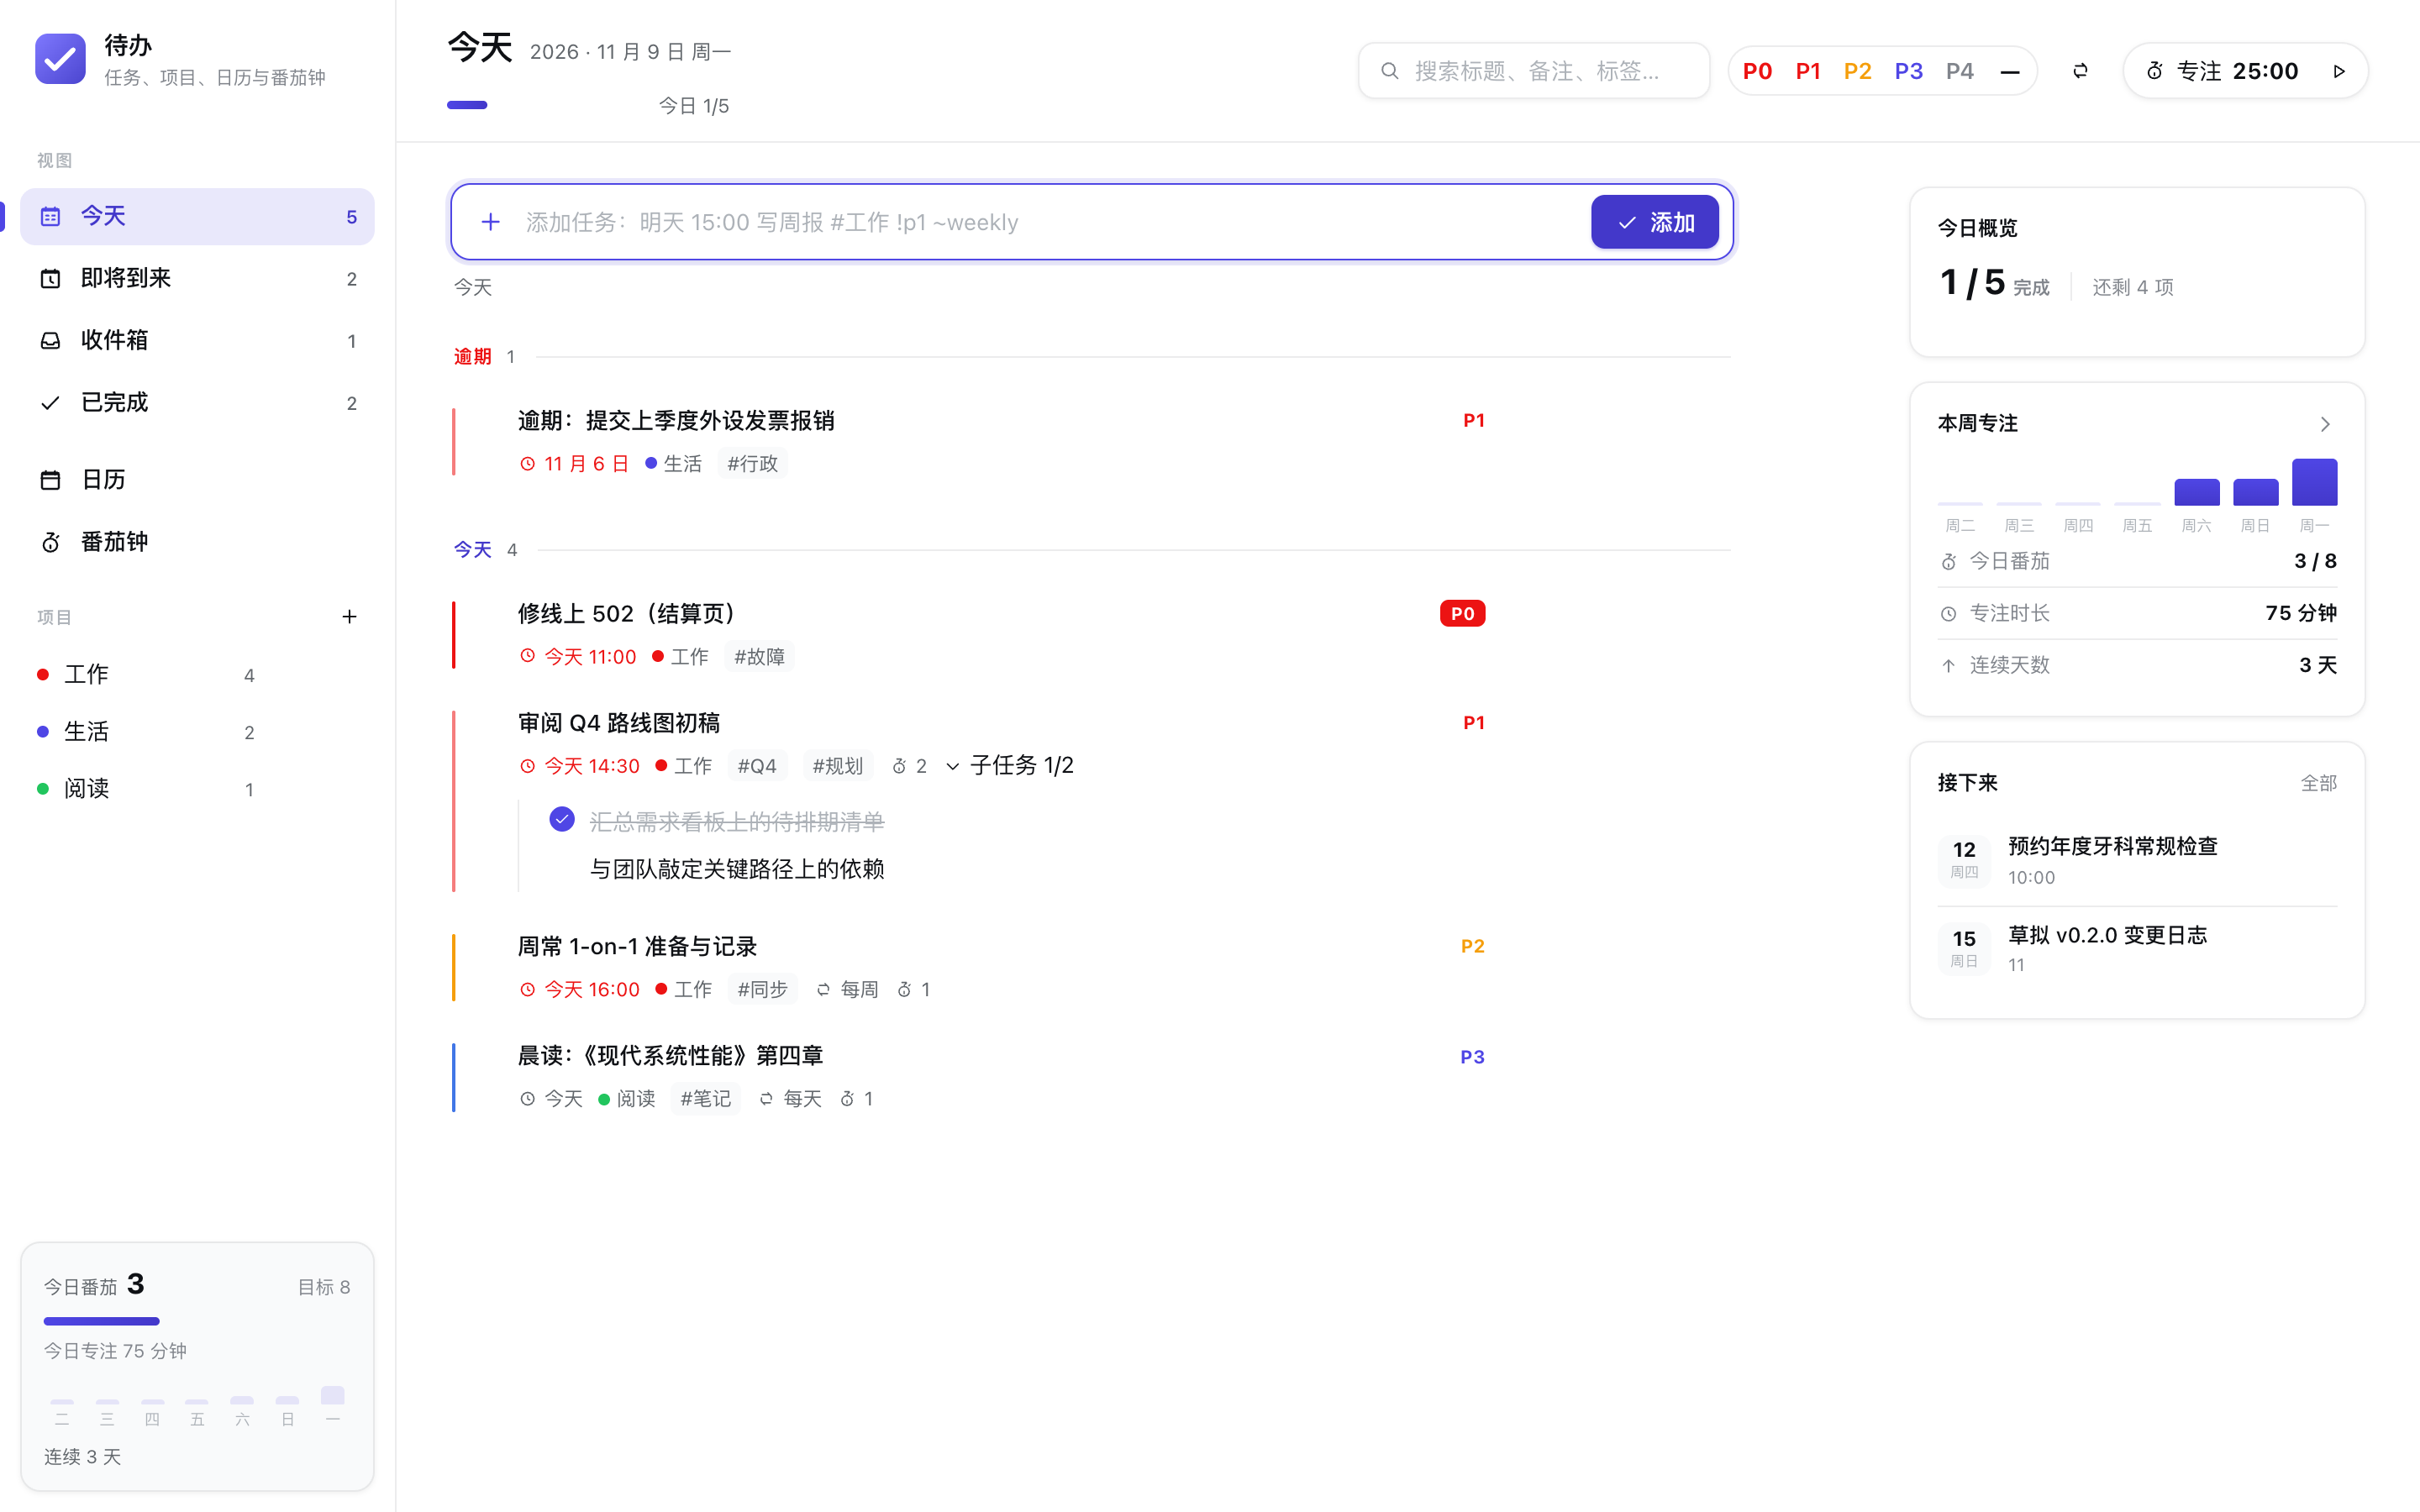 待办
任务、项目、日历与番茄钟
视图
今天 5
即将到来 2
收件箱 1
已完成 2
日历
番茄钟
项目
工作 4
生活 2
阅读 1
今日番茄 3 目标 8
今日专注 75 分钟
二 三 四 五 六 日 一
连续 3 天
今天 2026 · 11 月 9 日 周一
今日 1/5
搜索标题、备注、标签...
P0 P1 P2 P3 P4 —
专注 25:00
添加任务：明天 15:00 写周报 #工作 !p1 ~weekly
添加
今天
逾期 1
逾期：提交上季度外设发票报销 P1
11 月 6 日 生活 #行政
今天 4
修线上 502（结算页） P0
今天 11:00 工作 #故障
审阅 Q4 路线图初稿 P1
今天 14:30 工作 #Q4 #规划 2 子任务 1/2
汇总需求看板上的待排期清单
与团队敲定关键路径上的依赖
周常 1-on-1 准备与记录 P2
今天 16:00 工作 #同步 每周 1
晨读：《现代系统性能》第四章 P3
今天 阅读 #笔记 每天 1
今日概览
1 / 5 完成 还剩 4 项
本周专注
周二 周三 周四 周五 周六 周日 周一
今日番茄 3 / 8
专注时长 75 分钟
连续天数 3 天
接下来 全部
12 周四 预约年度牙科常规检查
10:00
15 周日 草拟 v0.2.0 变更日志
11